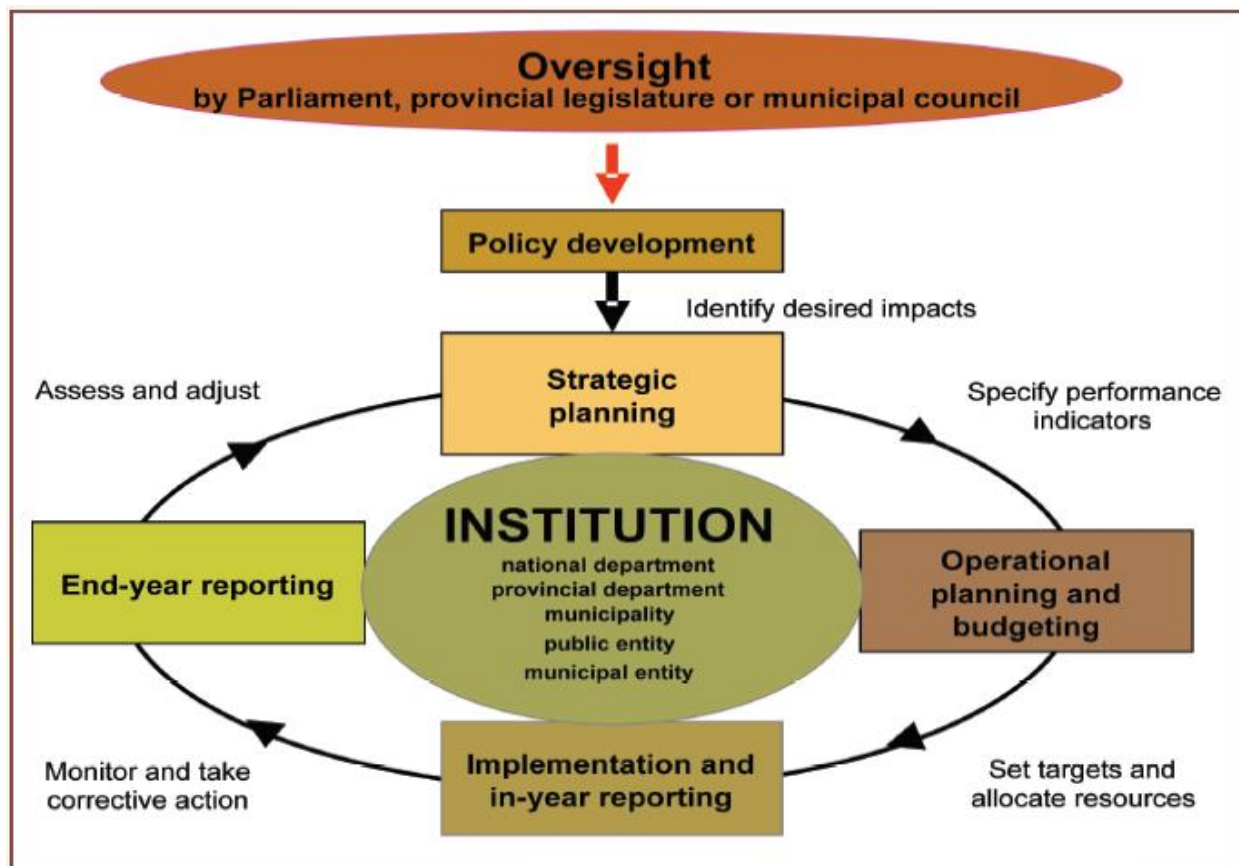 Oversight
by Parliament, provincial legislature or municipal council
Policy development
Identify desired impacts
Strategic
planning
Assess and adjust
Specify performance
indicators
INSTITUTION
national department
provincial department
municipality
public entity
municipal entity
End-year reporting
Operational
planning and
budgeting
Implementation and
in-year reporting
Monitor and take
corrective action
Set targets and
allocate resources